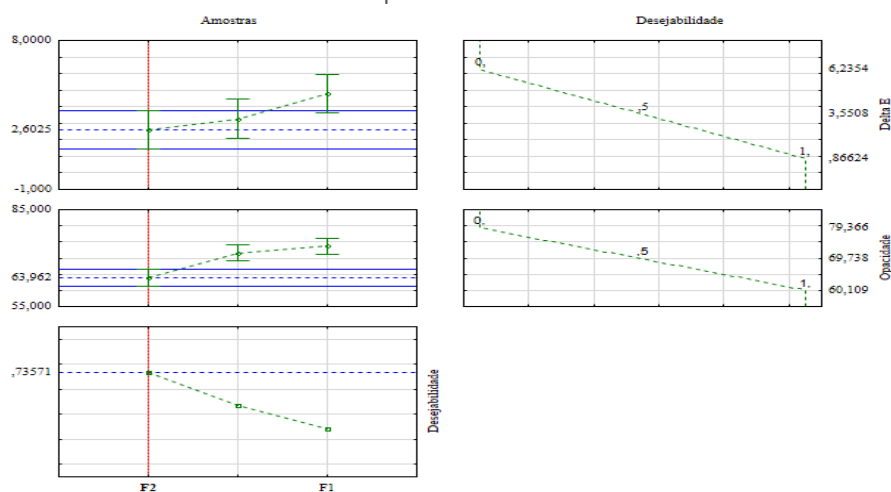 Amostras
Desejabilidade
8,0000
2,6025
-1,000
0,
,5
1,
6,2354
3,5508
,86624
Delta E
85,000
63,962
55,000
0,
,5
1,
79,366
69,738
60,109
Opacidade
,73571
Desejabilidade
F2
F1